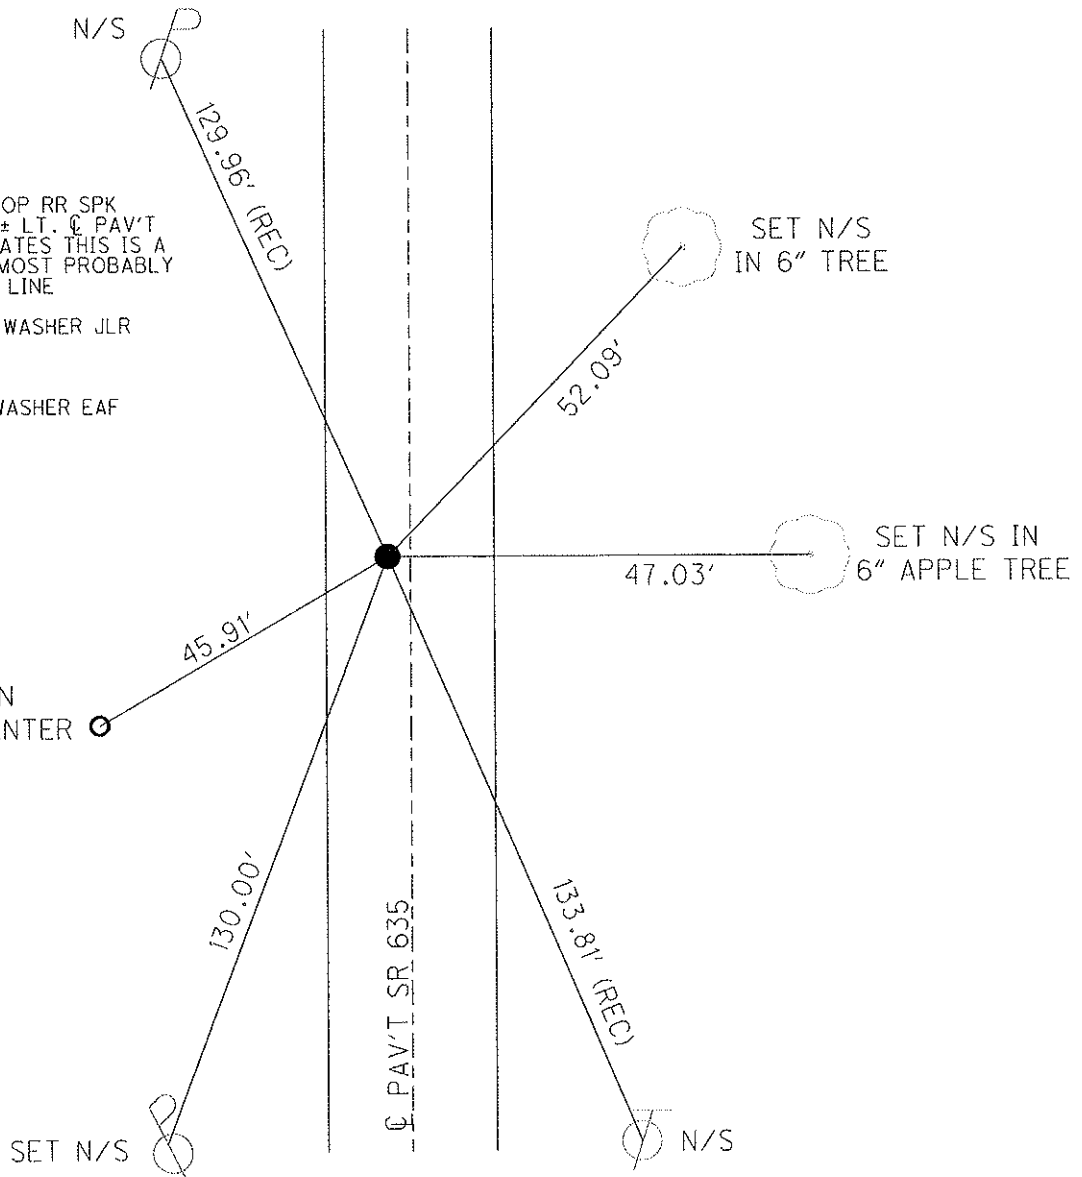 N/S
129.96' (REC)
OP RR SPK
± LT. ℄ PAV'T
ATES THIS IS A
MOST PROBABLY
LINE
WASHER JLR
WASHER EAF
SET N/S
IN 6" TREE
52.09'
SET N/S IN
6" APPLE TREE
47.03'
45.91'
N
NTER
130.00'
℄ PAV'T SR 635
133.81' (REC)
SET N/S
N/S